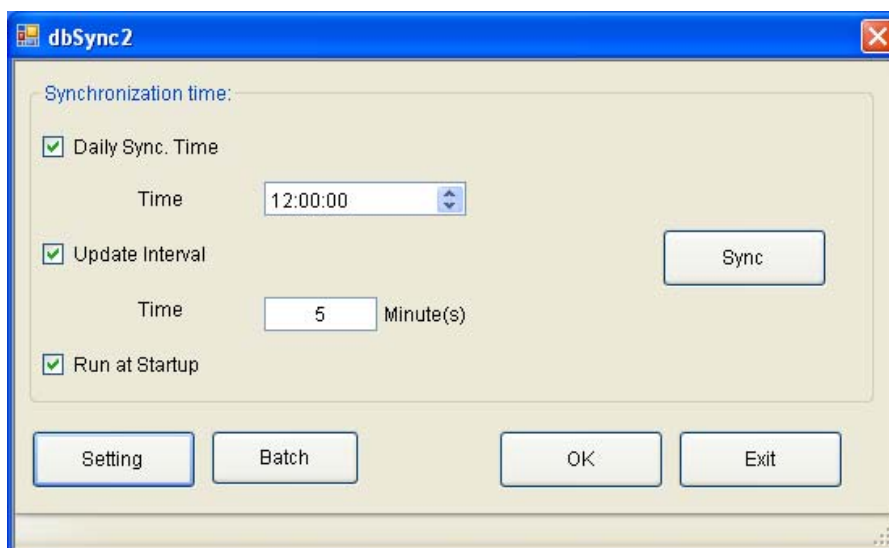 dbSync2
Synchronization time:
Daily Sync. Time
Time 12:00:00
Update Interval
Sync
Time 5 Minute(s)
Run at Startup
Setting Batch OK Exit